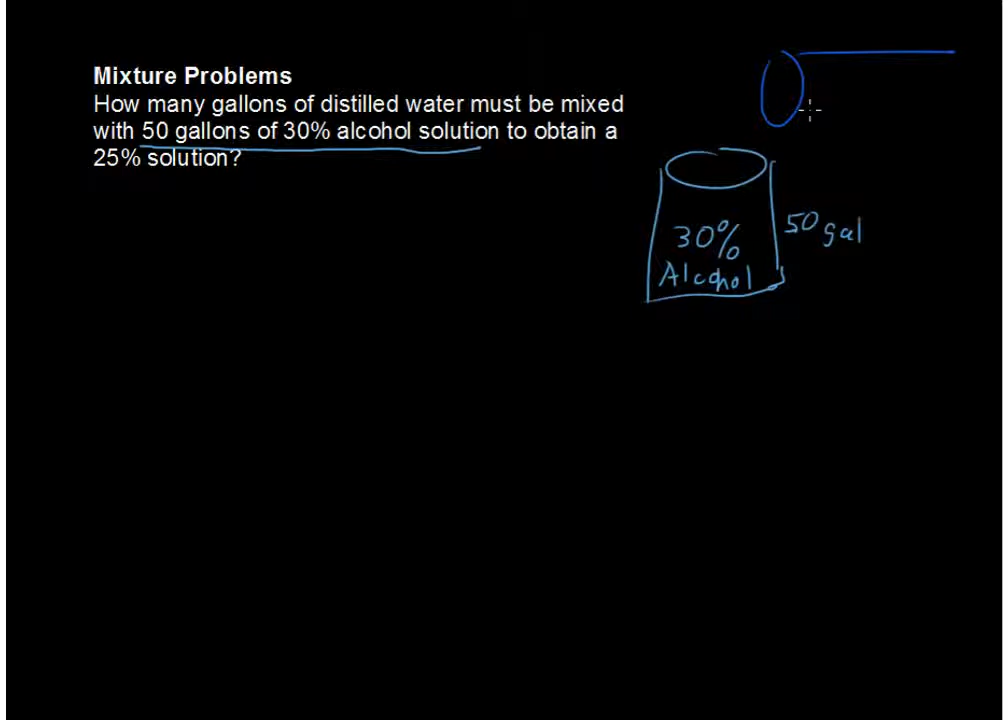 Mixture Problems
How many gallons of distilled water must be mixed
with 50 gallons of 30% alcohol solution to obtain a
25% solution?
30%
Alcohol
50 gal